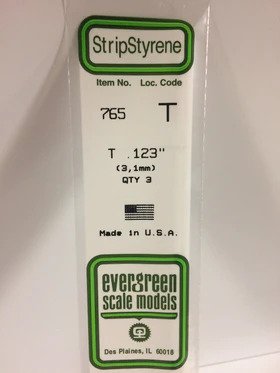 StripStyrene
Item No. Loc. Code
765 T
T .123"
(3,1mm)
QTY 3
Made in U.S.A.
evergreen
scale models
Des Plaines, IL 60018